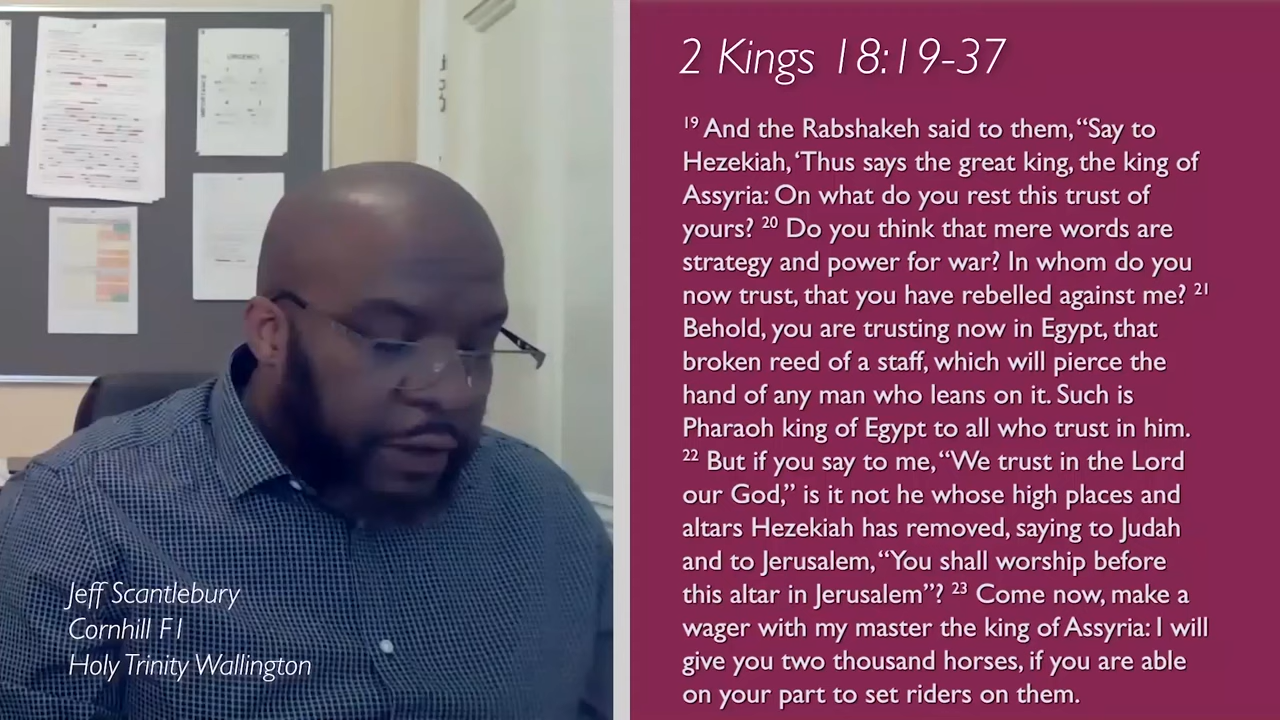 2 Kings 18:19-37
19 And the Rabshakeh said to them, “Say to
Hezekiah, ‘Thus says the great king, the king of
Assyria: On what do you rest this trust of
yours? 20 Do you think that mere words are
strategy and power for war? In whom do you
now trust, that you have rebelled against me? 21
Behold, you are trusting now in Egypt, that
broken reed of a staff, which will pierce the
hand of any man who leans on it. Such is
Pharaoh king of Egypt to all who trust in him.
22 But if you say to me, “We trust in the Lord
our God,” is it not he whose high places and
altars Hezekiah has removed, saying to Judah
and to Jerusalem, “You shall worship before
this altar in Jerusalem”? 23 Come now, make a
wager with my master the king of Assyria: I will
give you two thousand horses, if you are able
on your part to set riders on them.
Jeff Scantlebury
Cornhill F1
Holy Trinity Wallington